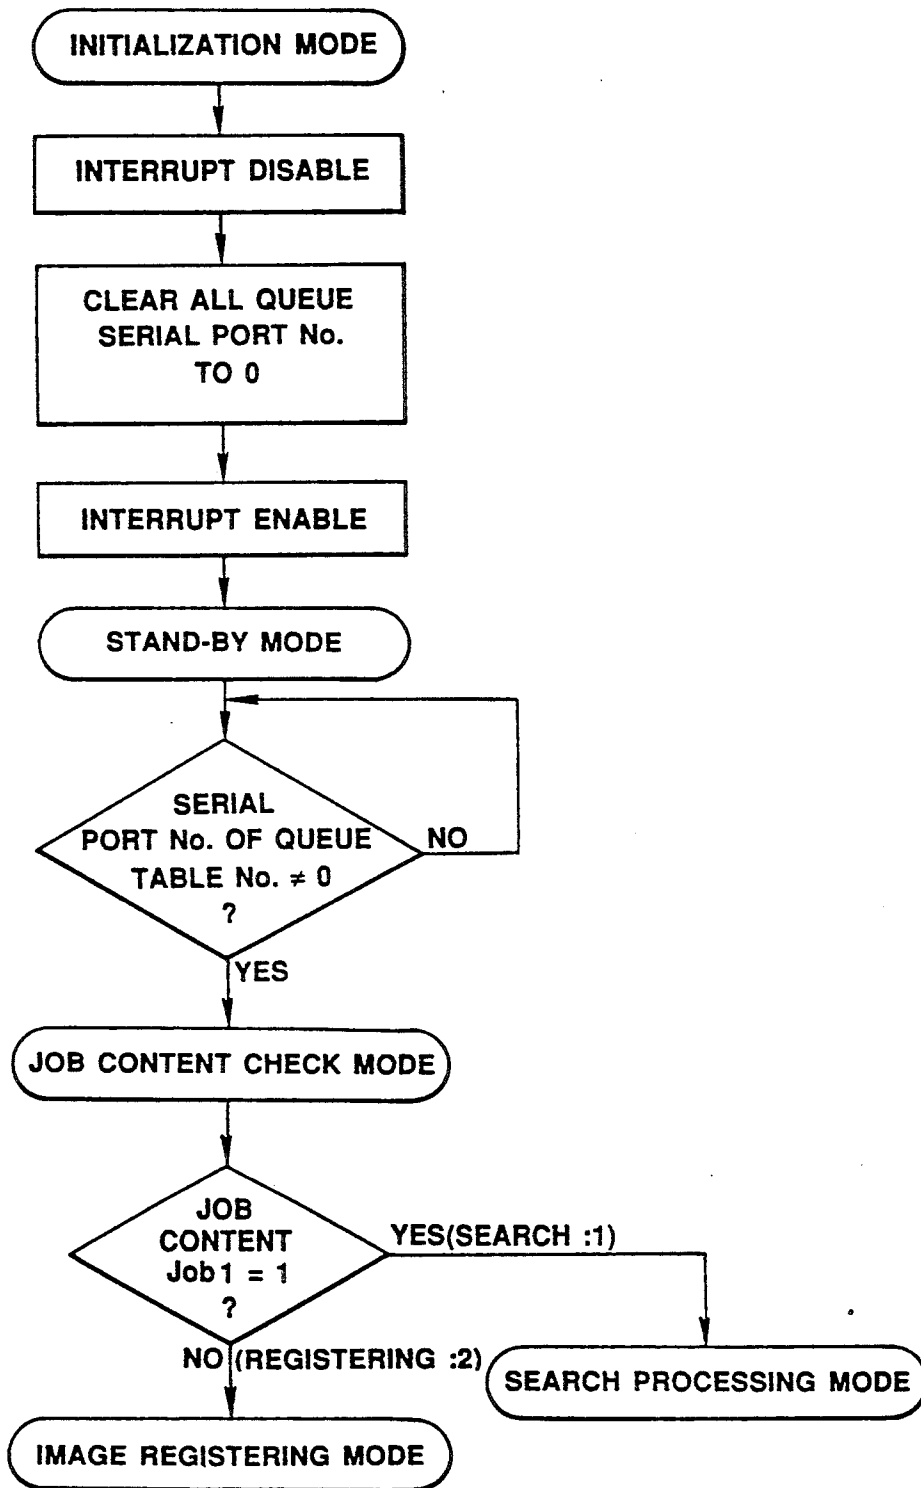 INITIALIZATION MODE
INTERRUPT DISABLE
CLEAR ALL QUEUE
SERIAL PORT No.
TO 0
INTERRUPT ENABLE
STAND-BY MODE
SERIAL
PORT No. OF QUEUE
TABLE No. ≠ 0
?
NO
YES
JOB CONTENT CHECK MODE
JOB
CONTENT
Job 1 = 1
?
YES(SEARCH :1)
NO (REGISTERING :2)
SEARCH PROCESSING MODE
IMAGE REGISTERING MODE